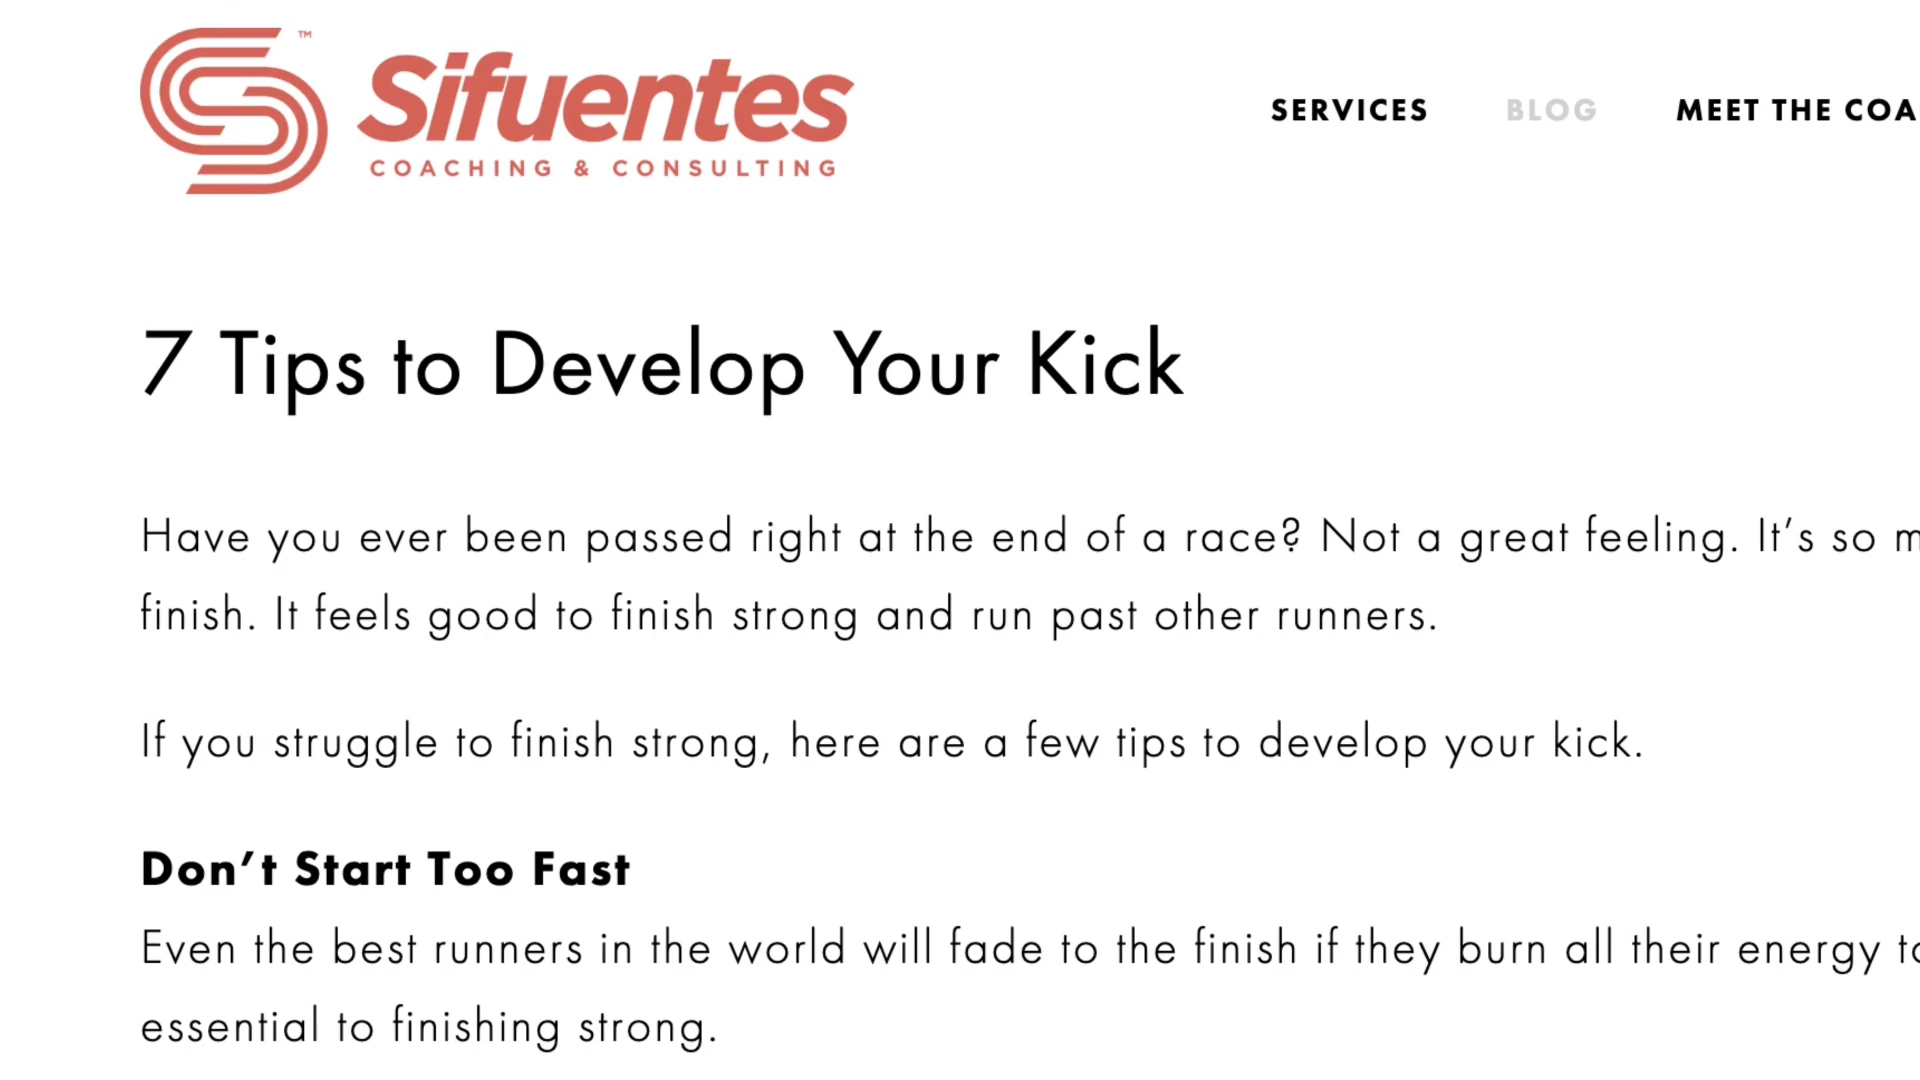 ™
Sifuentes
COACHING & CONSULTING
SERVICES BLOG MEET THE COA
7 Tips to Develop Your Kick
Have you ever been passed right at the end of a race? Not a great feeling. It’s so m
finish. It feels good to finish strong and run past other runners.
If you struggle to finish strong, here are a few tips to develop your kick.
Don’t Start Too Fast
Even the best runners in the world will fade to the finish if they burn all their energy to
essential to finishing strong.